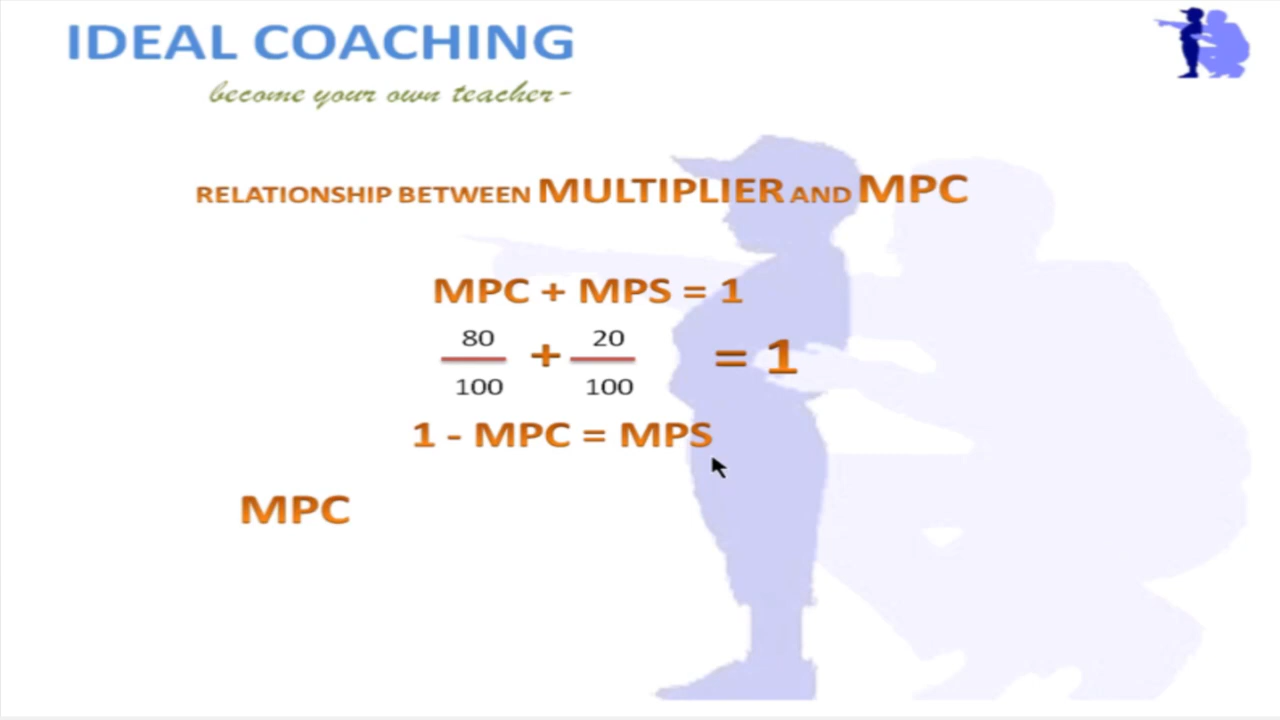 IDEAL COACHING
become your own teacher-
RELATIONSHIP BETWEEN MULTIPLIER AND MPC
MPC + MPS = 1
80/100 + 20/100 = 1
1 - MPC = MPS
MPC